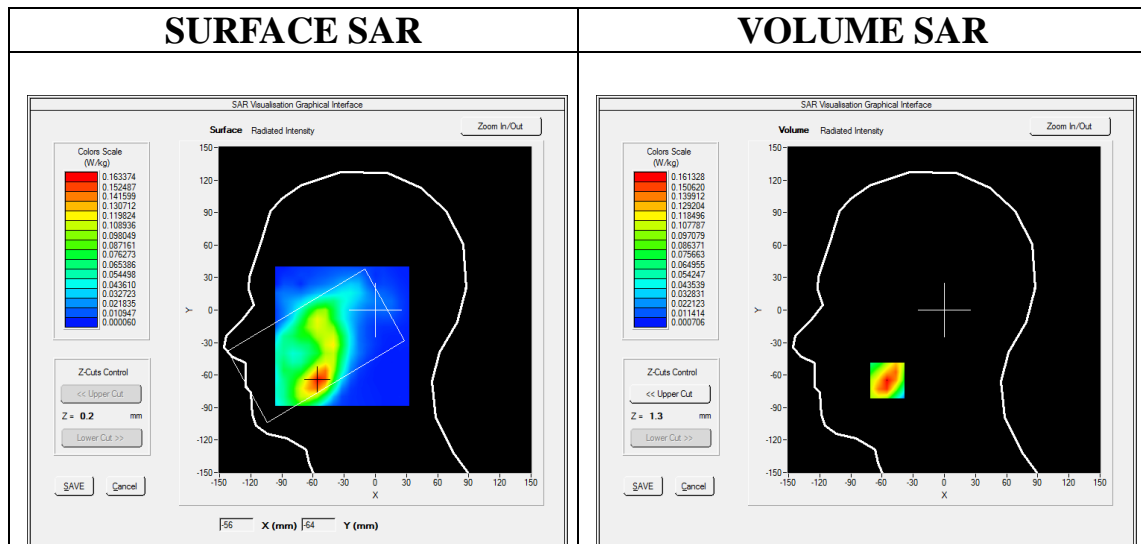 SURFACE SAR
VOLUME SAR
SAR Visualisation Graphical Interface
Surface Radiated Intensity
Zoom In/Out
Colors Scale
(W/kg)
0.163374
0.152487
0.141599
0.130712
0.119824
0.108936
0.098049
0.087161
0.076273
0.065386
0.054498
0.043610
0.032723
0.021835
0.010947
0.000060
150
120
90
60
30
0
-30
-60
-90
-120
-150
Y
-150 -120 -90 -60 -30 0 30 60 90 120 150
X
Z-Cuts Control
<< Upper Cut
Z = 0.2 mm
Lower Cut >>
SAVE Cancel
-56 X (mm) -64 Y (mm)
SAR Visualisation Graphical Interface
Volume Radiated Intensity
Zoom In/Out
Colors Scale
(W/kg)
0.161328
0.150620
0.139912
0.129204
0.118496
0.107787
0.097079
0.086371
0.075663
0.064955
0.054247
0.043539
0.032831
0.022123
0.011414
0.000706
150
120
90
60
30
0
-30
-60
-90
-120
-150
Y
-150 -120 -90 -60 -30 0 30 60 90 120 150
X
Z-Cuts Control
<< Upper Cut
Z = 1.3 mm
Lower Cut >>
SAVE Cancel